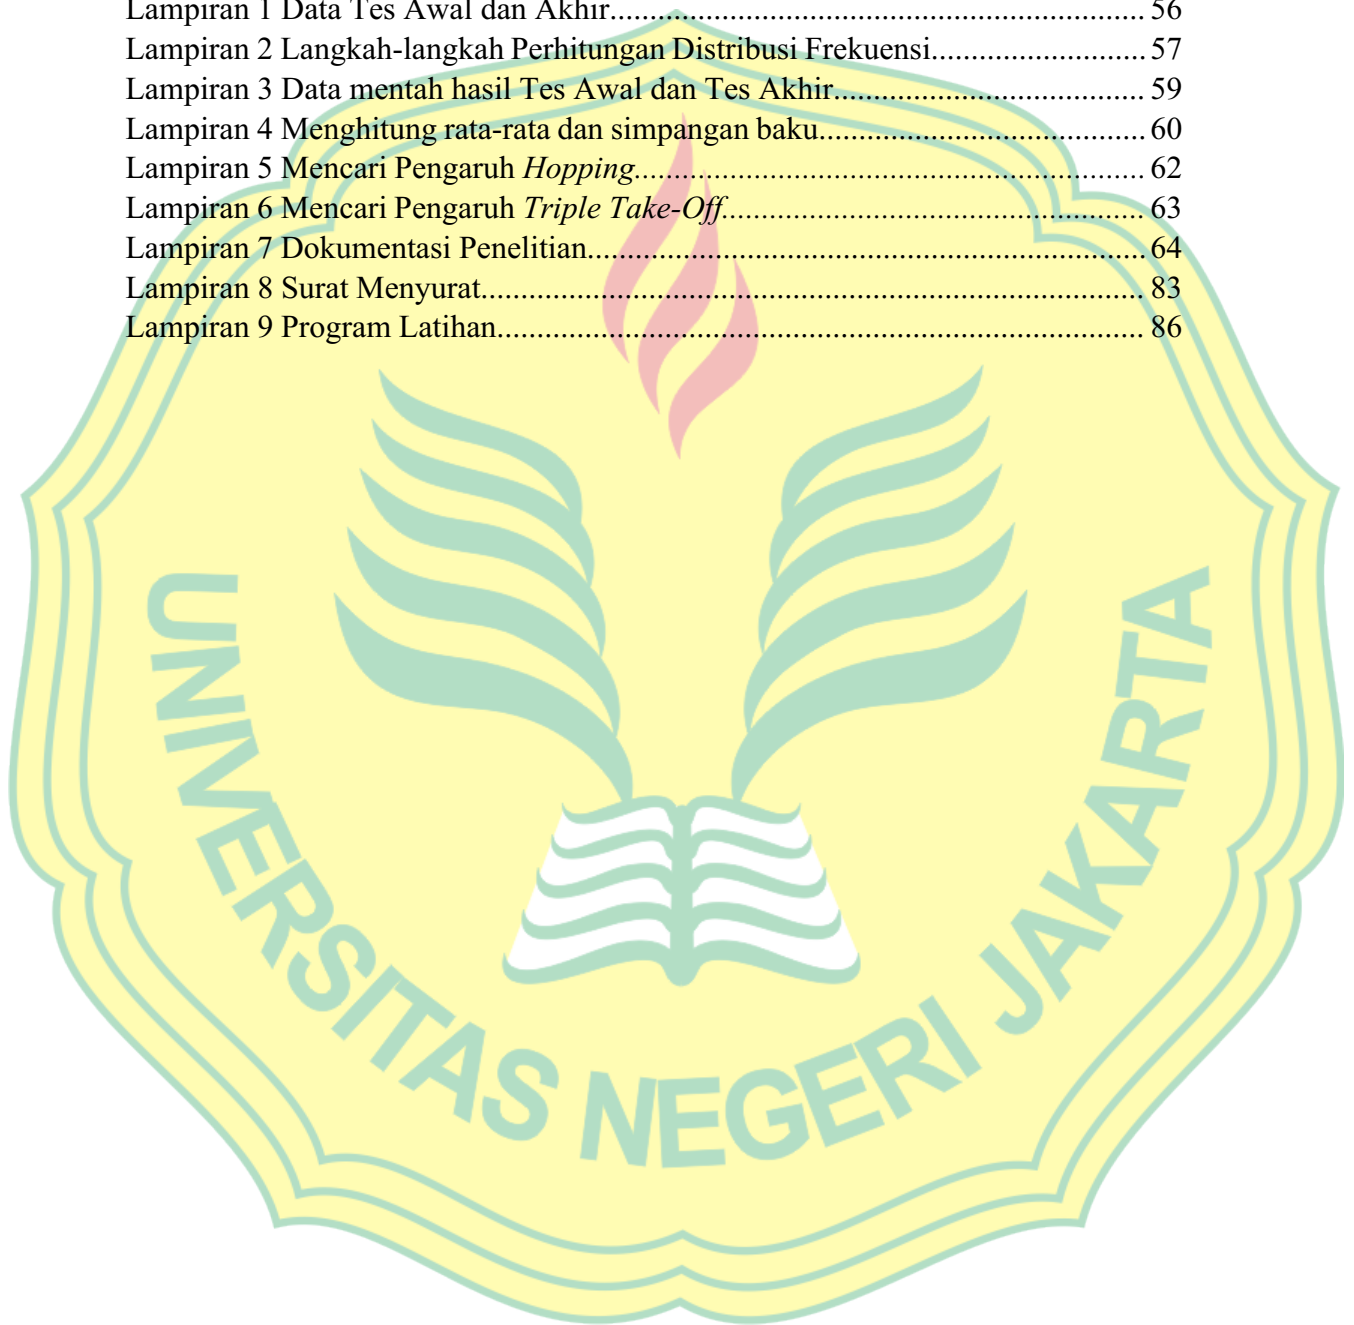 Lampiran 1 Data Tes Awal dan Akhir................................................................ 56
Lampiran 2 Langkah-langkah Perhitungan Distribusi Frekuensi.......................... 57
Lampiran 3 Data mentah hasil Tes Awal dan Tes Akhir...................................... 59
Lampiran 4 Menghitung rata-rata dan simpangan baku....................................... 60
Lampiran 5 Mencari Pengaruh Hopping.............................................................. 62
Lampiran 6 Mencari Pengaruh Triple Take-Off................................................... 63
Lampiran 7 Dokumentasi Penelitian.................................................................... 64
Lampiran 8 Surat Menyurat................................................................................ 83
Lampiran 9 Program Latihan.............................................................................. 86
UNIVERSITAS NEGERI JAKARTA